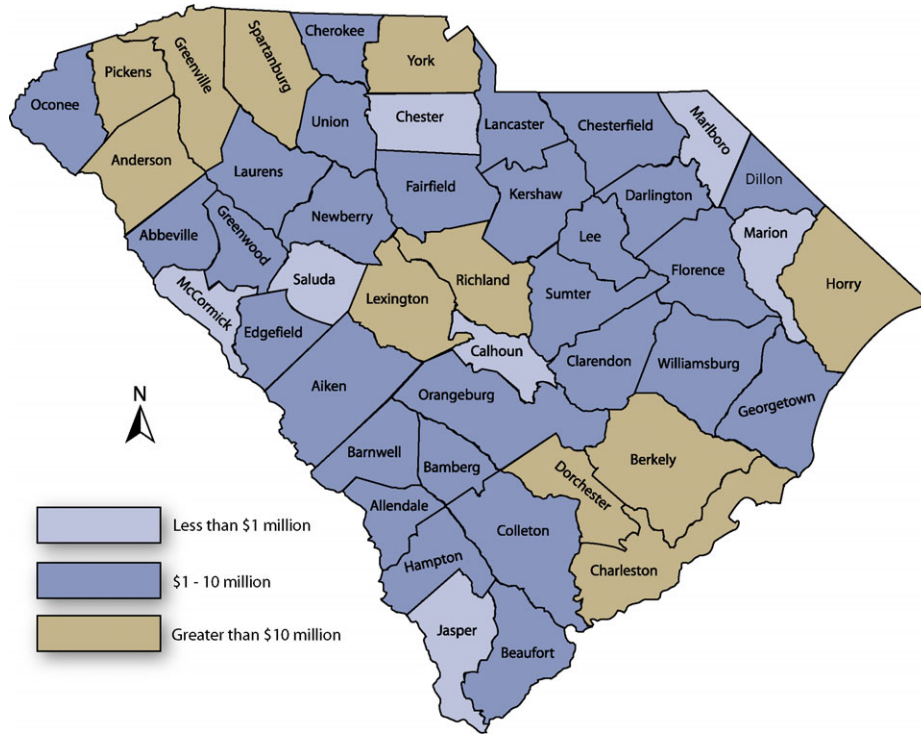 Cherokee
York
Spartanburg
Greenville
Pickens
Oconee
Union
Chester
Lancaster
Chesterfield
Marlboro
Anderson
Laurens
Fairfield
Kershaw
Darlington
Dillon
Abbeville
Greenwood
Newberry
Lee
Marion
Saluda
Richland
Florence
Horry
McCormick
Lexington
Sumter
Edgefield
Calhoun
Clarendon
Williamsburg
Aiken
Orangeburg
Georgetown
N
Barnwell
Bamberg
Berkely
Dorchester
Allendale
Less than $1 million
Colleton
Hampton
Charleston
$1 - 10 million
Jasper
Greater than $10 million
Beaufort